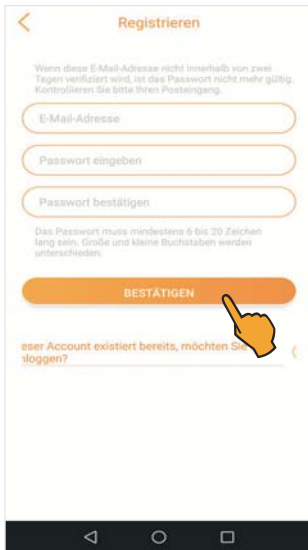 Registrieren
Wenn diese E-Mail-Adresse nicht innerhalb von zwei
Tagen verifiziert wird, ist das Passwort nicht mehr gültig.
Kontrollieren Sie bitte Ihren Posteingang.
E-Mail-Adresse
Passwort eingeben
Passwort bestätigen
Das Passwort muss mindestens 6 bis 20 Zeichen
lang sein. Große und kleine Buchstaben werden
unterschieden.
BESTÄTIGEN
eser Account existiert bereits, möchten Sie
nloggen?